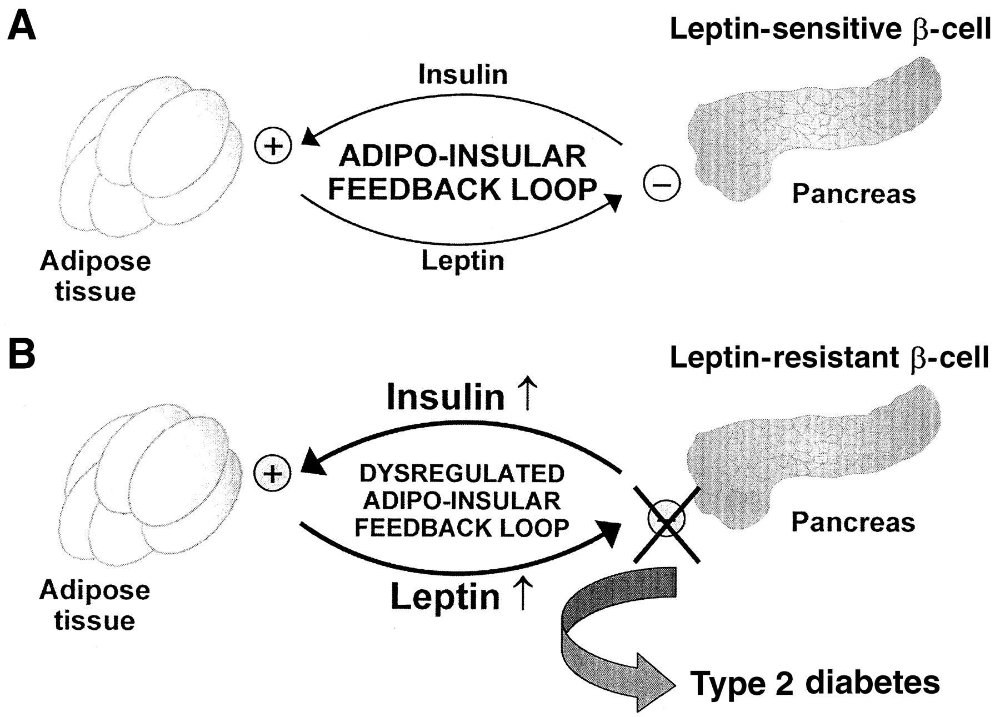 A
Leptin-sensitive β-cell
Insulin
+
ADIPO-INSULAR
FEEDBACK LOOP
−
Pancreas
Leptin
Adipose
tissue
B
Leptin-resistant β-cell
Insulin ↑
+
DYSREGULATED
ADIPO-INSULAR
FEEDBACK LOOP
−
Pancreas
Leptin ↑
Adipose
tissue
Type 2 diabetes